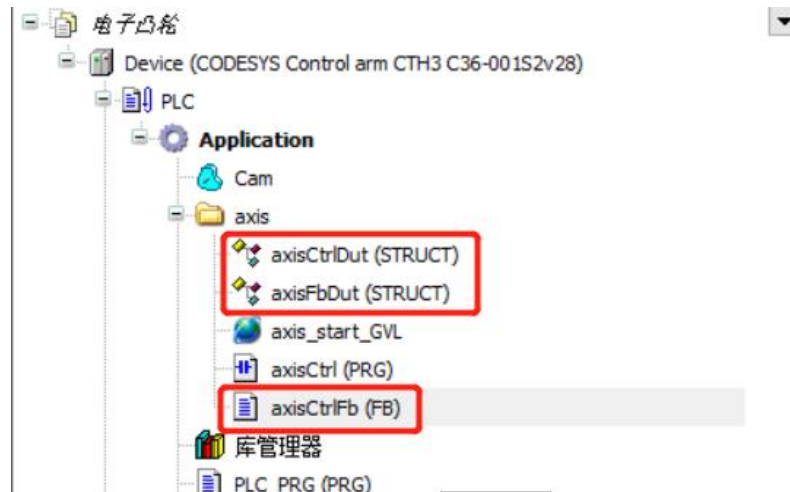 电子凸轮
Device (CODESYS Control arm CTH3 C36-001S2v28)
PLC
Application
Cam
axis
axisCtrlDut (STRUCT)
axisFbDut (STRUCT)
axis_start_GVL
axisCtrl (PRG)
axisCtrlFb (FB)
库管理器
PLC_PRG (PRG)